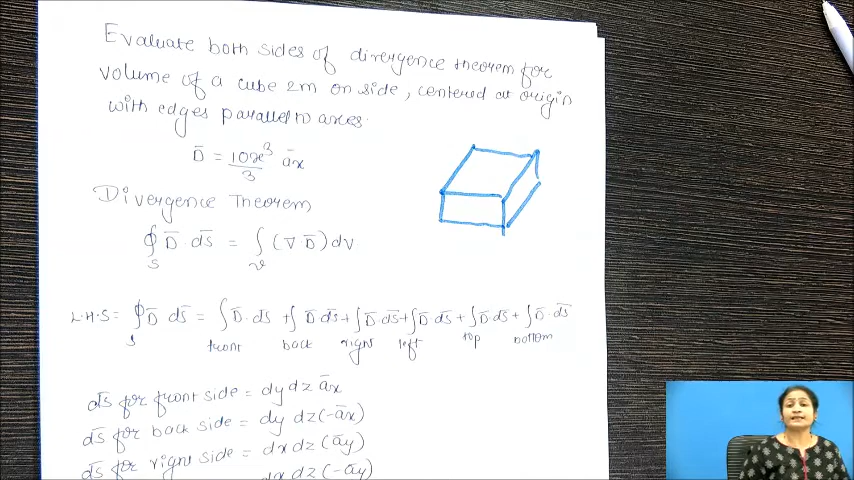 Evaluate both sides of divergence theorem for
volume of a cube 2m on side, centered at origin
with edges parallel to axes.
D̄ = 10x³/3 āx
Divergence Theorem
∮ D̄ · ds̄ = ∫ (∇ D̄) dv
S v
L.H.S = ∮ D̄ ds̄ = ∫ D̄ · ds̄ + ∫ D̄ ds̄ + ∫ D̄ ds̄ + ∫ D̄ ds̄ + ∫ D̄ ds̄ + ∫ D̄ · ds̄
s front back right left top bottom
ds̄ for front side = dy dz āx
ds̄ for back side = dy dz (-āx)
ds̄ for right side = dx dz (āy)
dx dz (-āy)